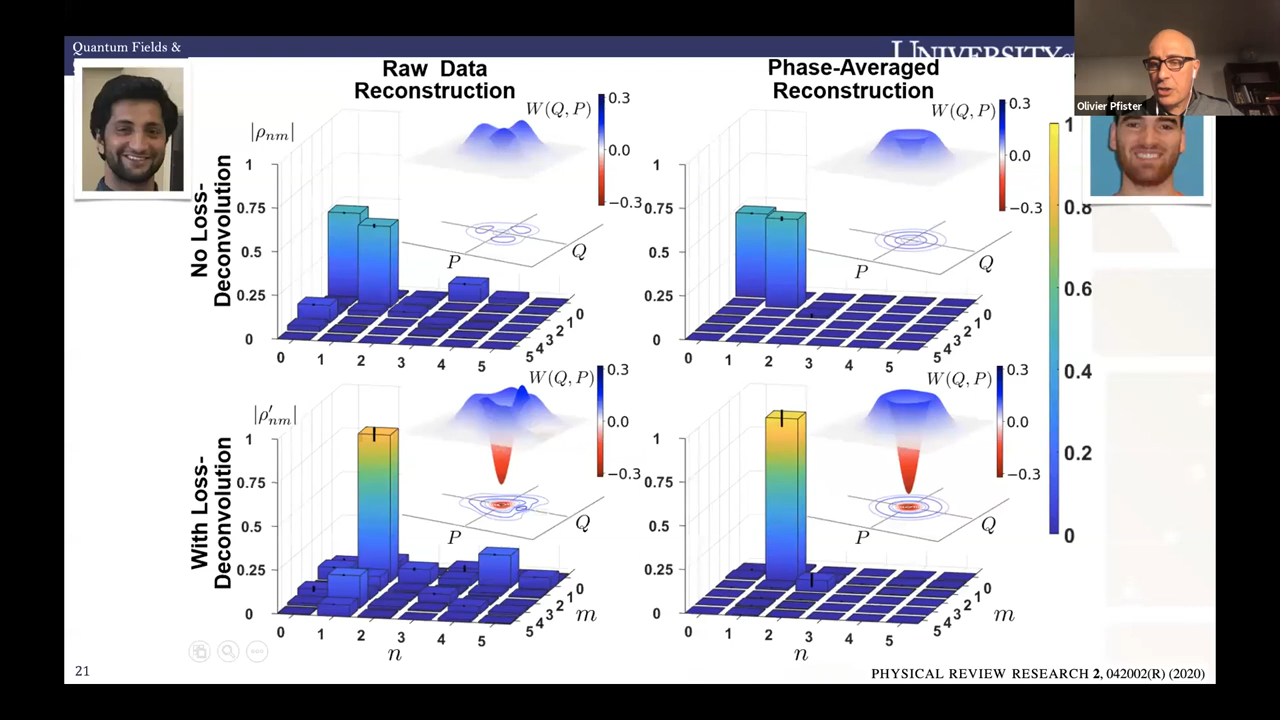 Quantum Fields &
UNIVERSITY of
Olivier Pfister
Raw Data
Reconstruction
Phase-Averaged
Reconstruction
No Loss-
Deconvolution
|ρnm|
1
0.75
0.5
0.25
0
0 1 2 3 4 5
5 4 3 2 1 0
W(Q, P)
0.3
0.0
−0.3
P
Q
1
0.75
0.5
0.25
0
0 1 2 3 4 5
5 4 3 2 1 0
W(Q, P)
0.3
0.0
−0.3
P
Q
With Loss-
Deconvolution
|ρ′nm|
1
0.75
0.5
0.25
0
0 1 2 3 4 5
n
5 4 3 2 1 0
m
W(Q, P)
0.3
0.0
−0.3
P
Q
1
0.75
0.5
0.25
0
0 1 2 3 4 5
n
5 4 3 2 1 0
m
W(Q, P)
0.3
0.0
−0.3
P
Q
1
0.8
0.6
0.4
0.2
0
21
PHYSICAL REVIEW RESEARCH 2, 042002(R) (2020)